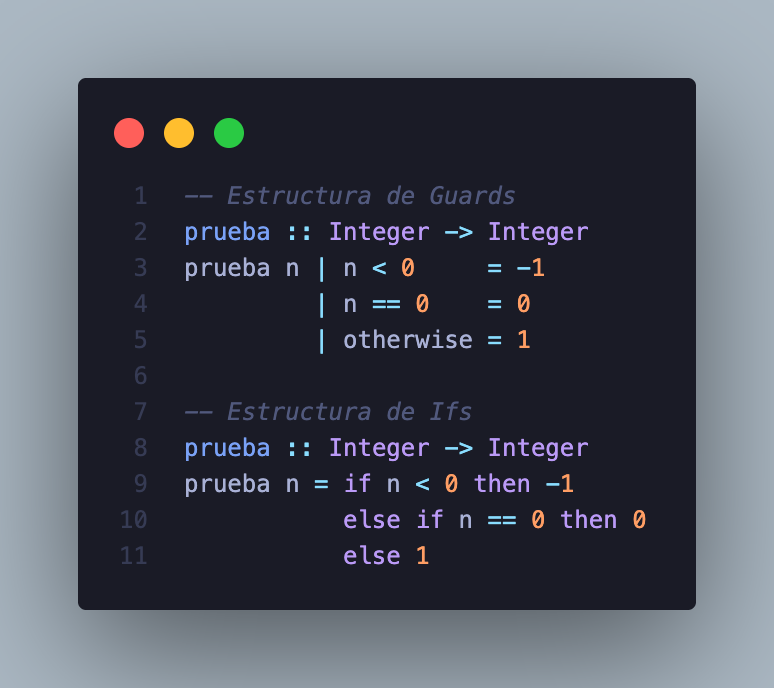 1 -- Estructura de Guards
2 prueba :: Integer -> Integer
3 prueba n | n < 0     = -1
4          | n == 0    = 0
5          | otherwise = 1
6
7 -- Estructura de Ifs
8 prueba :: Integer -> Integer
9 prueba n = if n < 0 then -1
10            else if n == 0 then 0
11            else 1